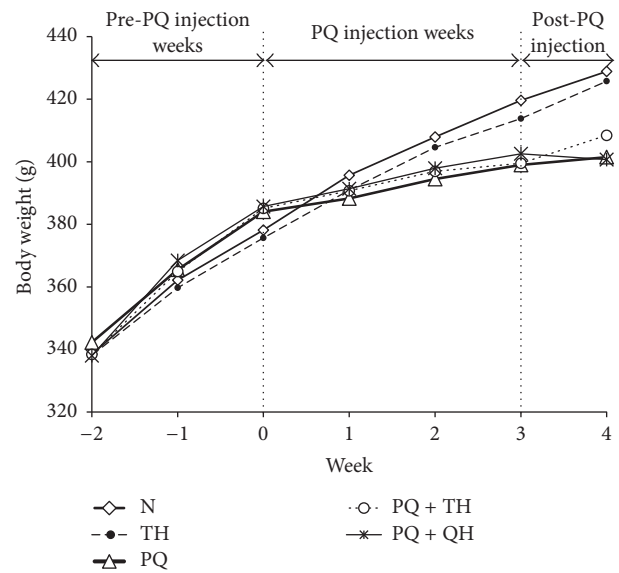 Pre-PQ injection
weeks
PQ injection weeks
Post-PQ
injection
440
420
400
380
360
340
320
Body weight (g)
−2
−1
0
1
2
3
4
Week
N
TH
PQ
PQ + TH
PQ + QH